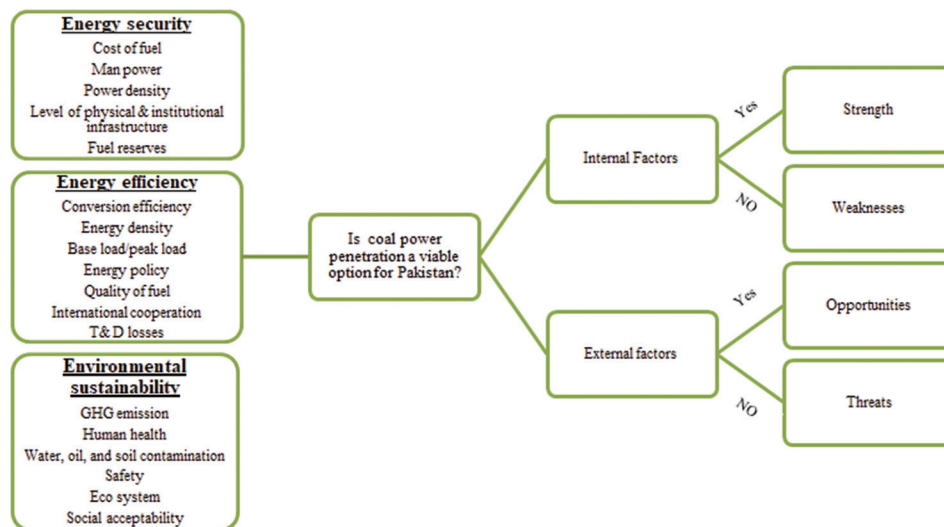 Energy security
Cost of fuel
Man power
Power density
Level of physical & institutional
infrastructure
Fuel reserves
Energy efficiency
Conversion efficiency
Energy density
Base load/peak load
Energy policy
Quality of fuel
International cooperation
T& D losses
Environmental
sustainability
GHG emission
Human health
Water, oil, and soil contamination
Safety
Eco system
Social acceptability
Is coal power
penetration a viable
option for Pakistan?
Internal Factors
Yes
Strength
NO
Weaknesses
External factors
Yes
Opportunities
NO
Threats